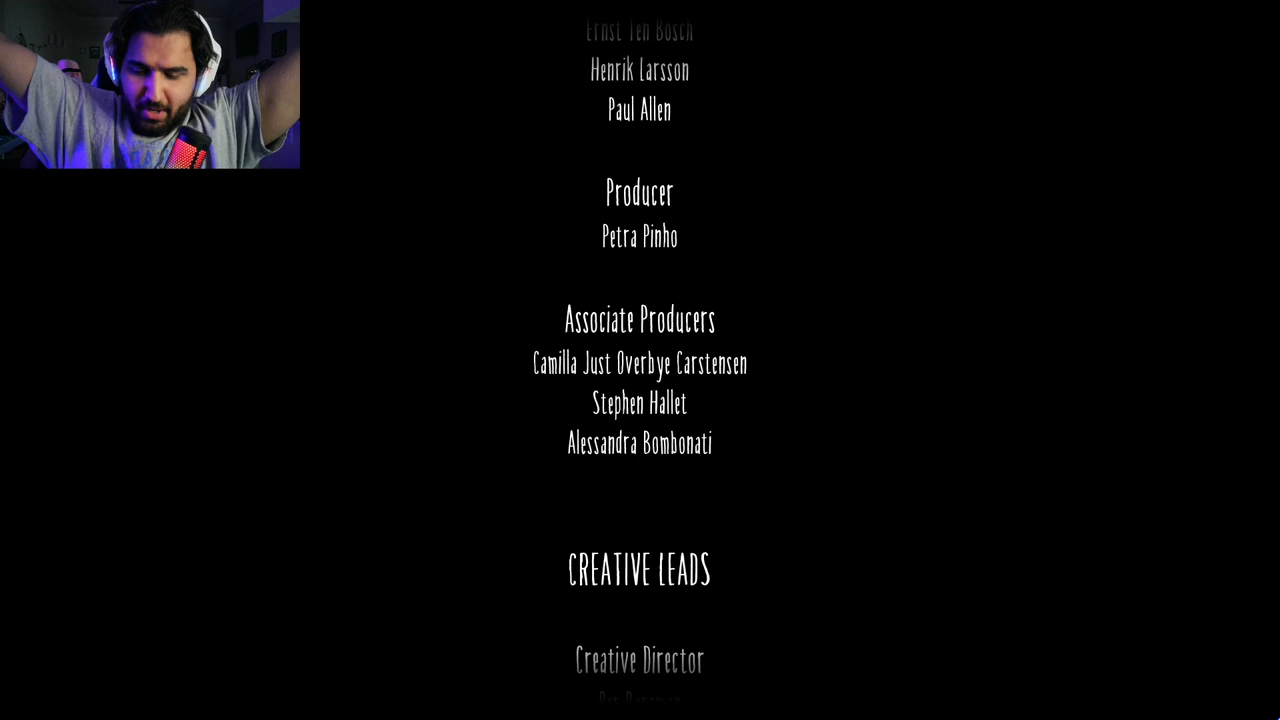 Ernst Ten Bosch
Henrik Larsson
Paul Allen
Producer
Petra Pinho
Associate Producers
Camilla Just Overbye Carstensen
Stephen Hallet
Alessandra Bombonati
CREATIVE LEADS
Creative Director